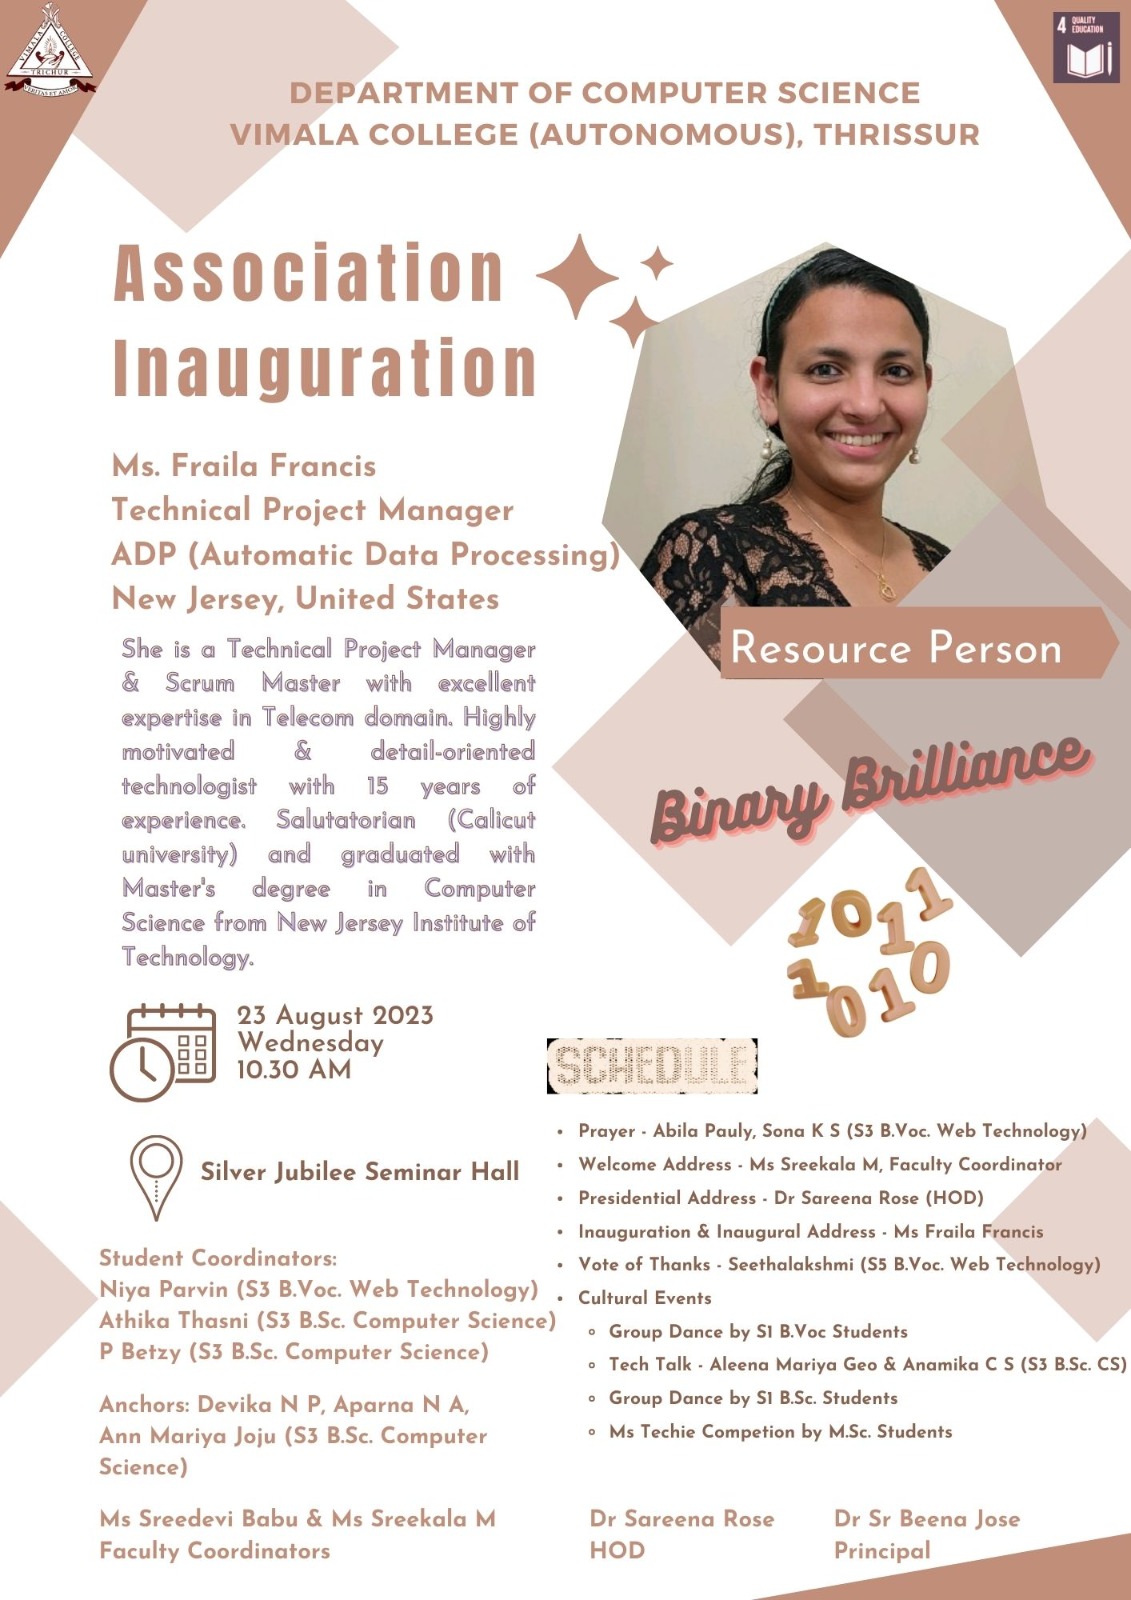 VIMALA COLLEGE
TRICHUR
VERITAS ET AMOR
4 QUALITY
EDUCATION
DEPARTMENT OF COMPUTER SCIENCE
VIMALA COLLEGE (AUTONOMOUS), THRISSUR
Association
Inauguration
Ms. Fraila Francis
Technical Project Manager
ADP (Automatic Data Processing)
New Jersey, United States
She is a Technical Project Manager
& Scrum Master with excellent
expertise in Telecom domain. Highly
motivated & detail-oriented
technologist with 15 years of
experience. Salutatorian (Calicut
university) and graduated with
Master's degree in Computer
Science from New Jersey Institute of
Technology.
Resource Person
Binary Brilliance
1011
1010
23 August 2023
Wednesday
10.30 AM
Silver Jubilee Seminar Hall
SCHEDULE
• Prayer - Abila Pauly, Sona K S (S3 B.Voc. Web Technology)
• Welcome Address - Ms Sreekala M, Faculty Coordinator
• Presidential Address - Dr Sareena Rose (HOD)
• Inauguration & Inaugural Address - Ms Fraila Francis
• Vote of Thanks - Seethalakshmi (S5 B.Voc. Web Technology)
• Cultural Events
◦ Group Dance by S1 B.Voc Students
◦ Tech Talk - Aleena Mariya Geo & Anamika C S (S3 B.Sc. CS)
◦ Group Dance by S1 B.Sc. Students
◦ Ms Techie Competion by M.Sc. Students
Student Coordinators:
Niya Parvin (S3 B.Voc. Web Technology)
Athika Thasni (S3 B.Sc. Computer Science)
P Betzy (S3 B.Sc. Computer Science)
Anchors: Devika N P, Aparna N A,
Ann Mariya Joju (S3 B.Sc. Computer
Science)
Ms Sreedevi Babu & Ms Sreekala M
Faculty Coordinators
Dr Sareena Rose
HOD
Dr Sr Beena Jose
Principal